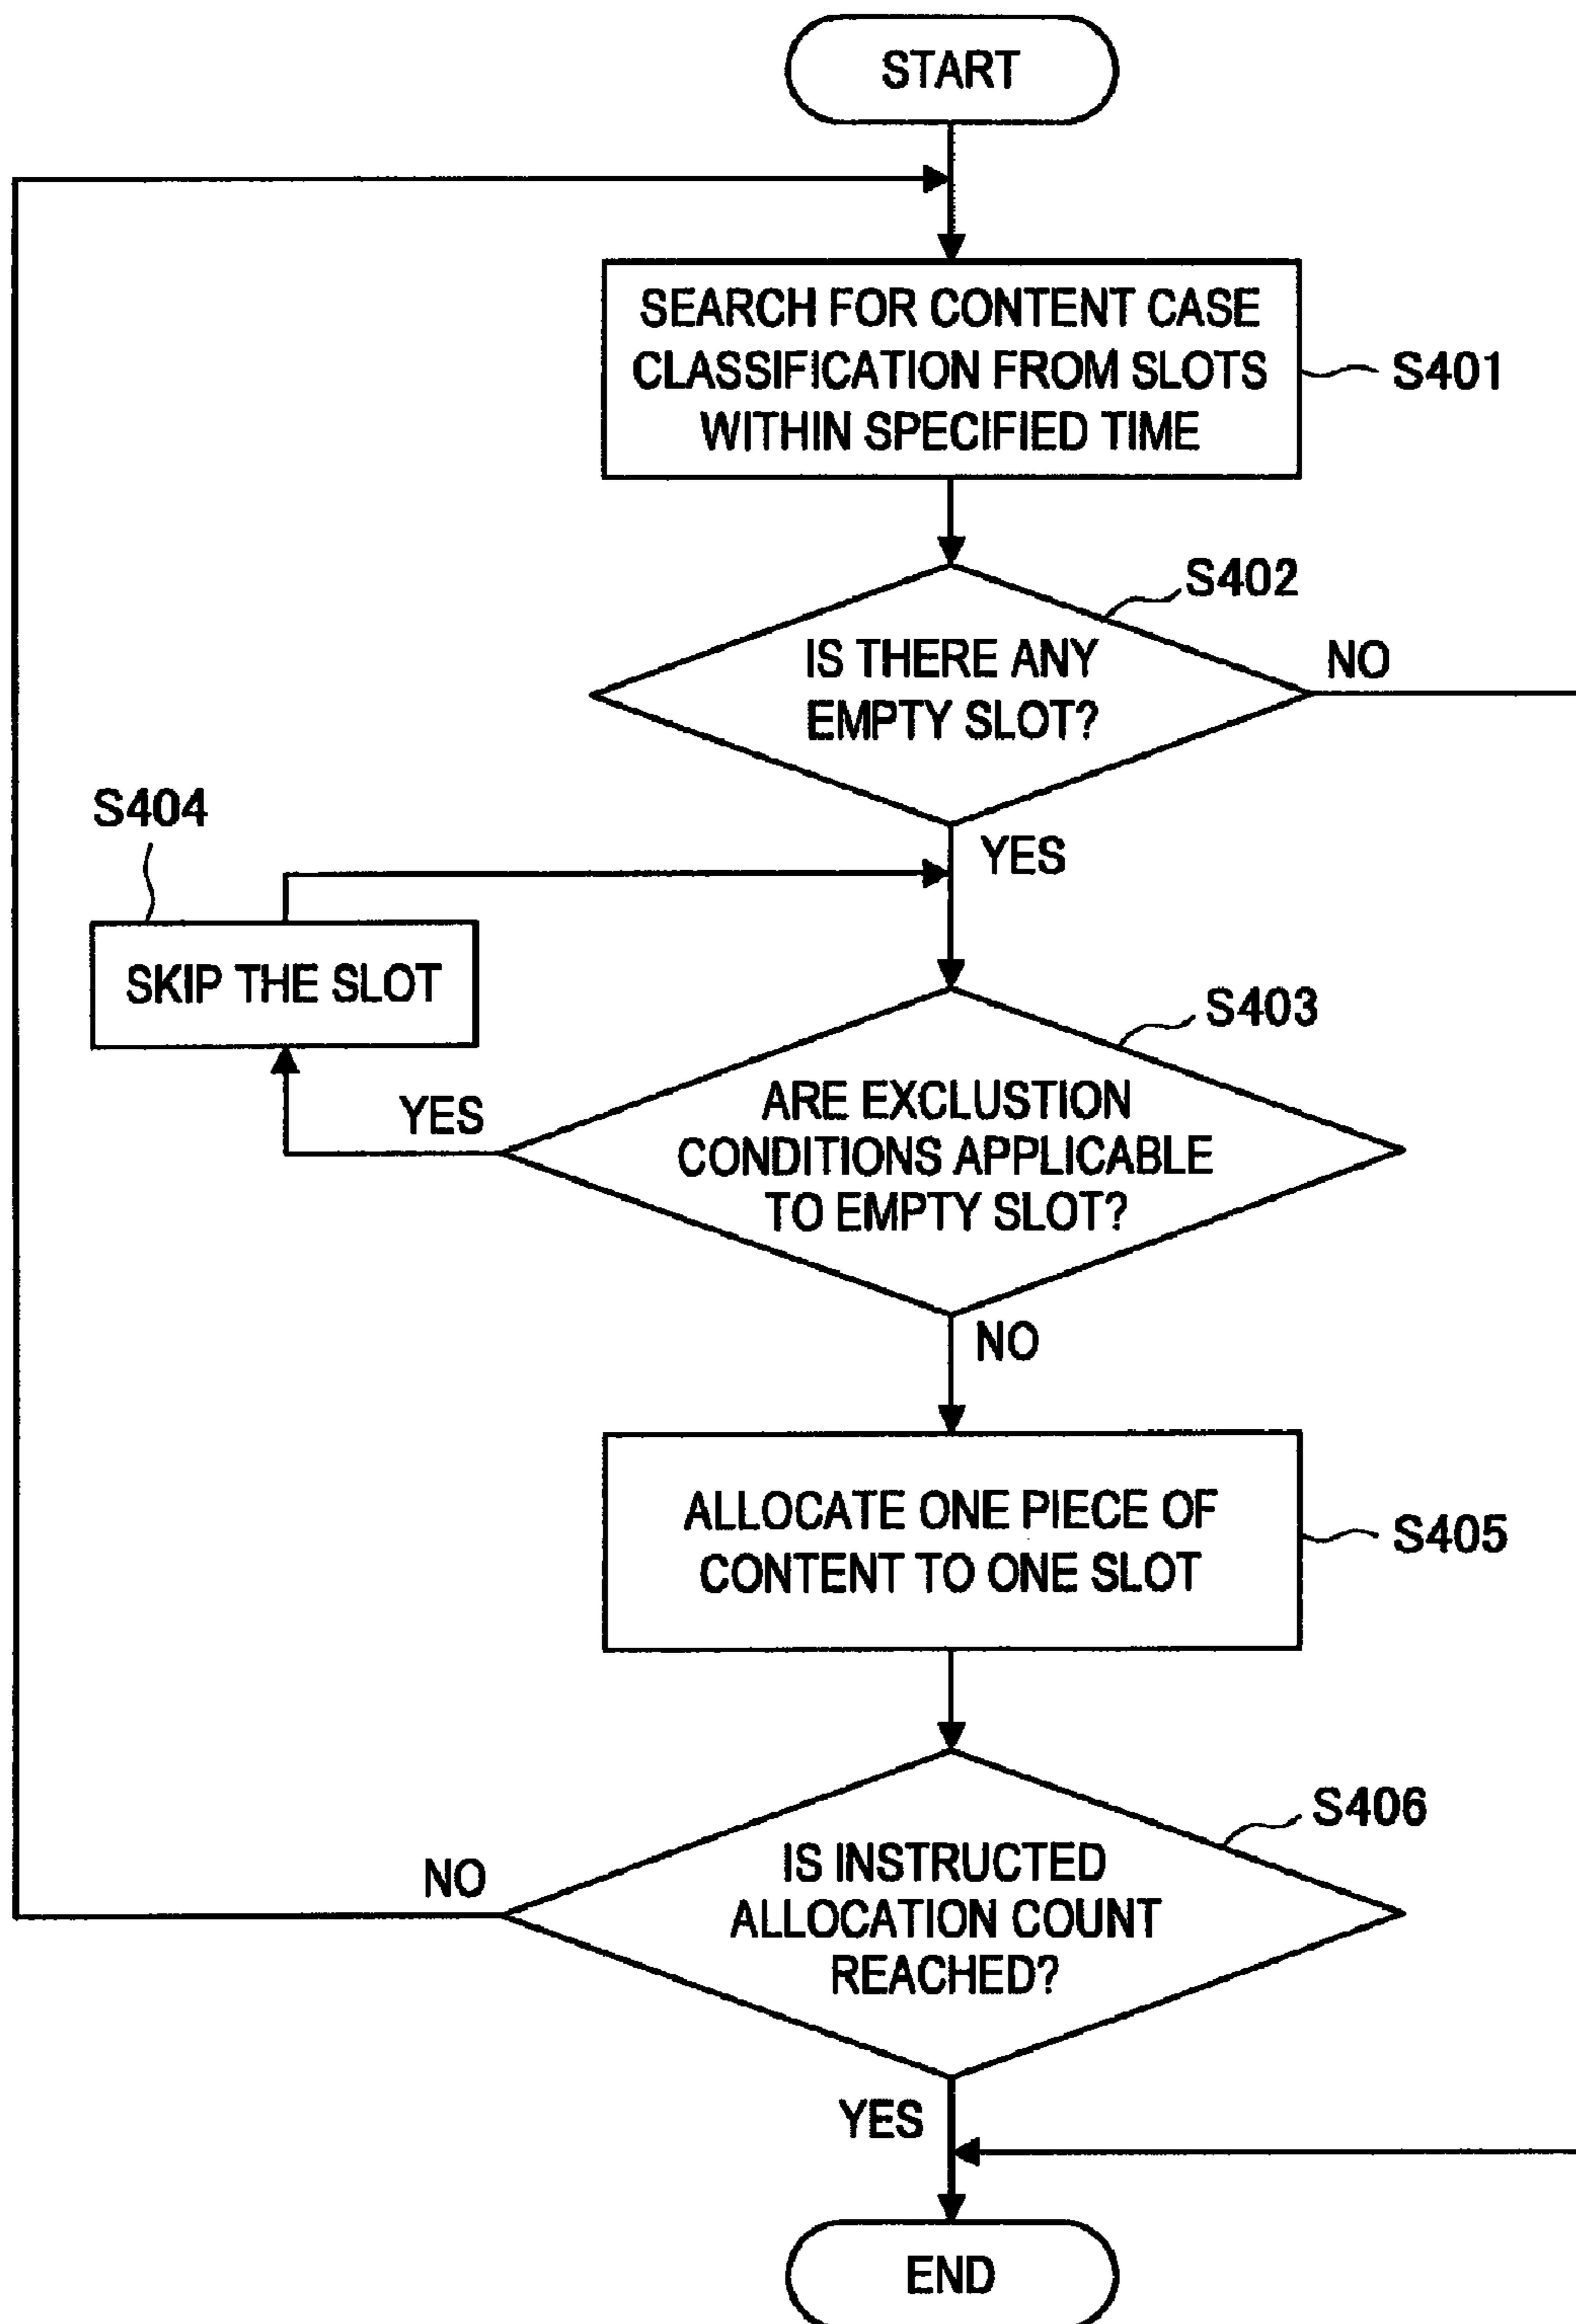 START
SEARCH FOR CONTENT CASE
CLASSIFICATION FROM SLOTS
WITHIN SPECIFIED TIME
S401
S402
IS THERE ANY
EMPTY SLOT?
NO
YES
S404
SKIP THE SLOT
S403
ARE EXCLUSTION
CONDITIONS APPLICABLE
TO EMPTY SLOT?
YES
NO
ALLOCATE ONE PIECE OF
CONTENT TO ONE SLOT
S405
S406
IS INSTRUCTED
ALLOCATION COUNT
REACHED?
NO
YES
END